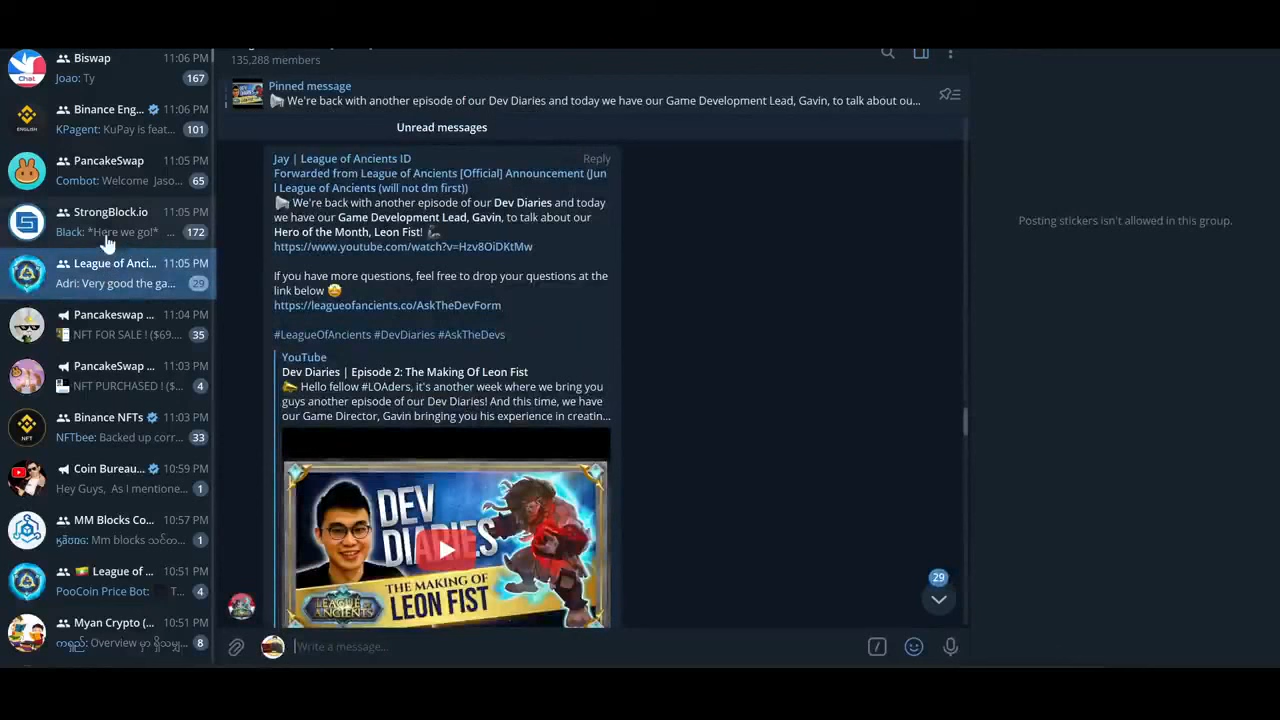 Biswap 11:06 PM
Joao: Ty 167
Binance Eng... 11:06 PM
KPagent: KuPay is feat... 101
PancakeSwap 11:05 PM
Combot: Welcome Jaso... 65
StrongBlock.io 11:05 PM
Black: *Here we go!* ... 172
League of Anci... 11:05 PM
Adri: Very good the ga... 29
Pancakeswap ... 11:04 PM
NFT FOR SALE ! ($69.... 35
PancakeSwap ... 11:03 PM
NFT PURCHASED ! ($... 4
Binance NFTs 11:03 PM
NFTbee: Backed up corr... 33
Coin Bureau... 10:59 PM
Hey Guys, As I mentione... 1
MM Blocks Co... 10:57 PM
Mm blocks 1
League of ... 10:51 PM
PooCoin Price Bot: T... 4
Myan Crypto (... 10:51 PM
ကရှည်: Overview မှာ ရှိသမျှ... 8
135,288 members
Pinned message
We're back with another episode of our Dev Diaries and today we have our Game Development Lead, Gavin, to talk about ou...
Unread messages
Jay | League of Ancients ID Reply
Forwarded from League of Ancients [Official] Announcement (Jun
l League of Ancients (will not dm first))
We're back with another episode of our Dev Diaries and today
we have our Game Development Lead, Gavin, to talk about our
Hero of the Month, Leon Fist!
https://www.youtube.com/watch?v=Hzv8OiDKtMw
If you have more questions, feel free to drop your questions at the
link below
https://leagueofancients.co/AskTheDevForm
#LeagueOfAncients #DevDiaries #AskTheDevs
YouTube
Dev Diaries | Episode 2: The Making Of Leon Fist
Hello fellow #LOAders, it's another week where we bring you
guys another episode of our Dev Diaries! And this time, we have
our Game Director, Gavin bringing you his experience in creatin...
DEV
DIARIES
THE MAKING OF
LEON FIST
LEAGUE OF
ANCIENTS
29
Write a message...
Posting stickers isn't allowed in this group.